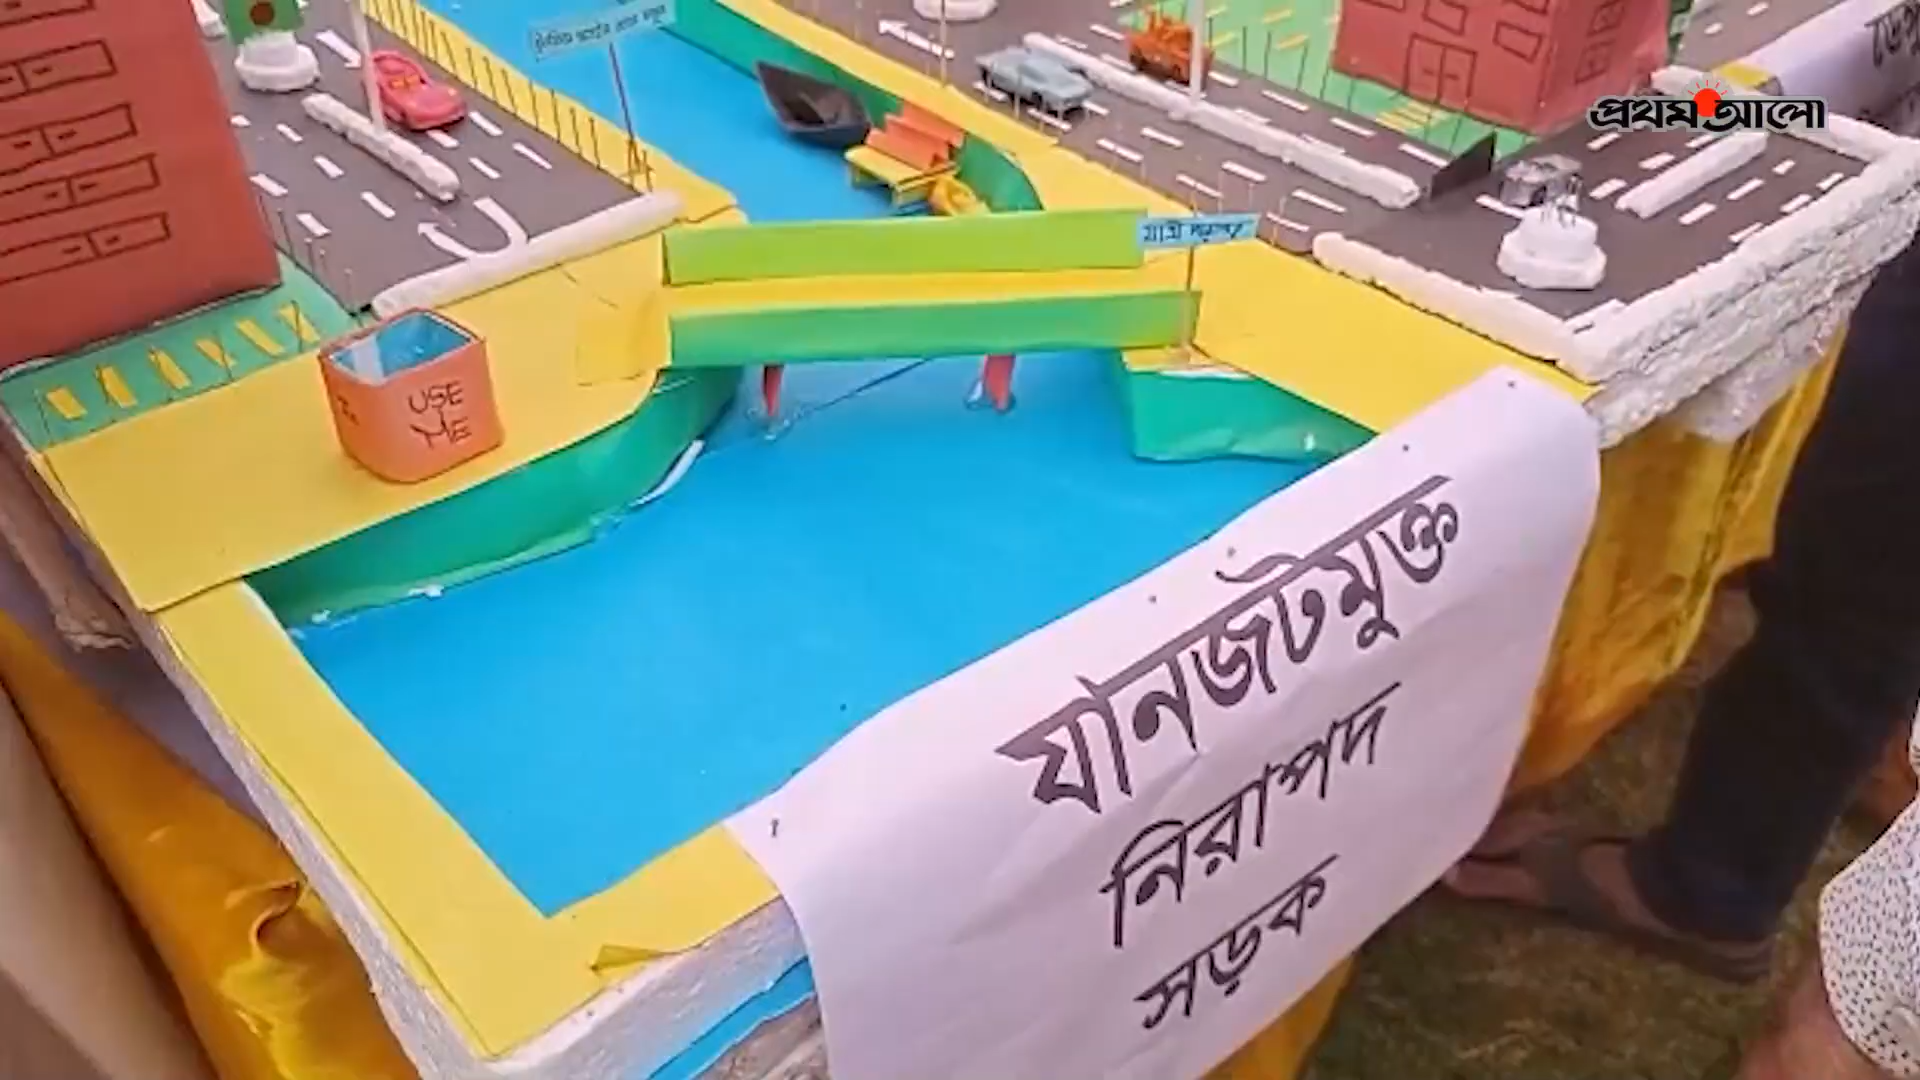 প্রথম আলো
USE
ME
যানজটমুক্ত
নিরাপদ
সড়ক